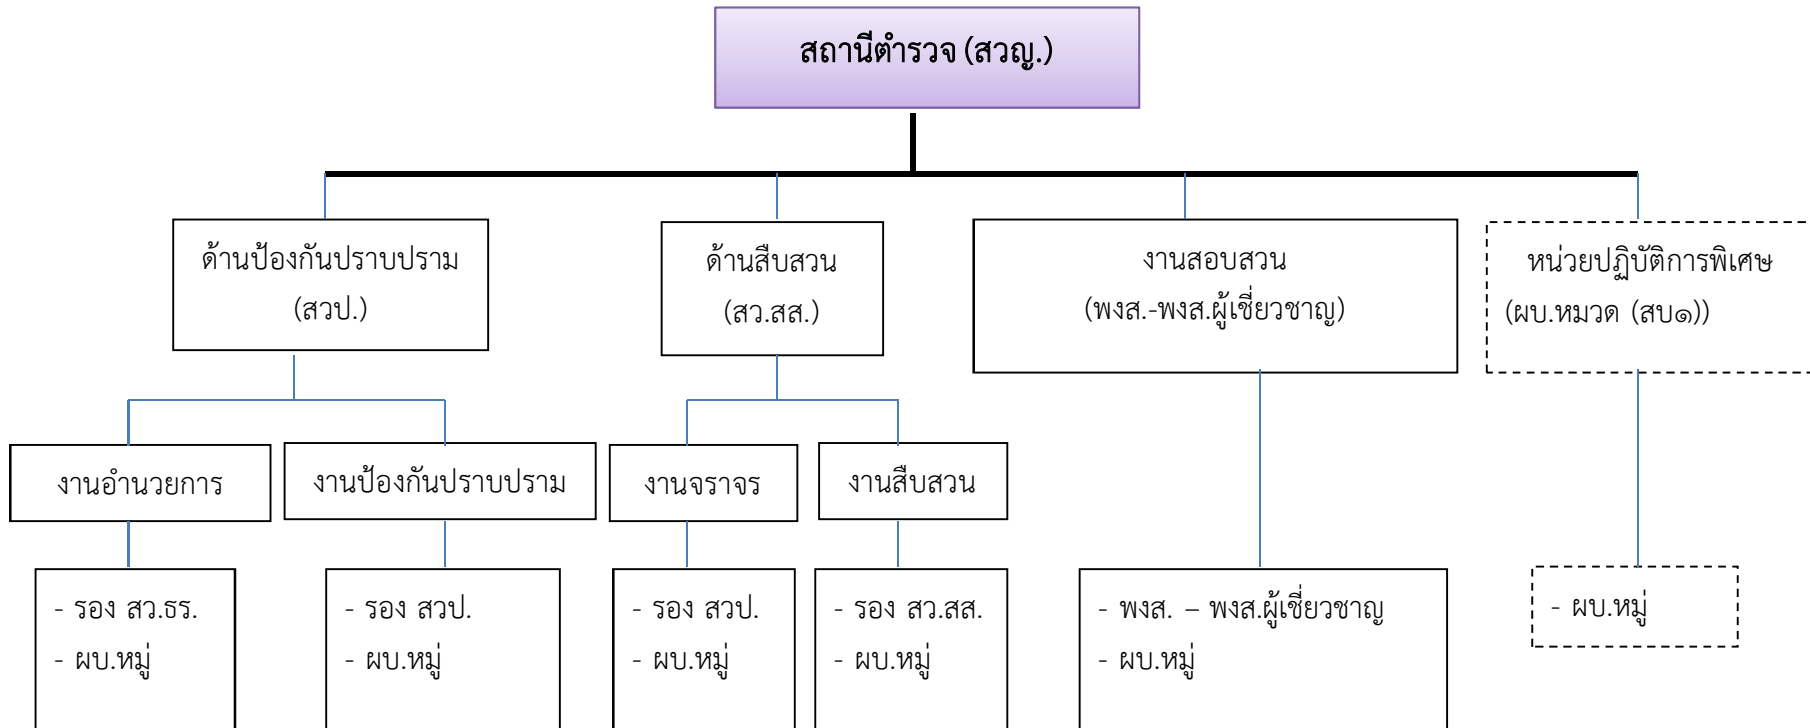 สถานีตำรวจ (สวญ.)
ด้านป้องกันปราบปราม
(สวป.)
ด้านสืบสวน
(สว.สส.)
งานสอบสวน
(พงส.-พงส.ผู้เชี่ยวชาญ)
หน่วยปฏิบัติการพิเศษ
(ผบ.หมวด (สบ๑))
งานอำนวยการ
งานป้องกันปราบปราม
งานจราจร
งานสืบสวน
- รอง สว.ธร.
- ผบ.หมู่
- รอง สวป.
- ผบ.หมู่
- รอง สวป.
- ผบ.หมู่
- รอง สว.สส.
- ผบ.หมู่
- พงส. – พงส.ผู้เชี่ยวชาญ
- ผบ.หมู่
- ผบ.หมู่